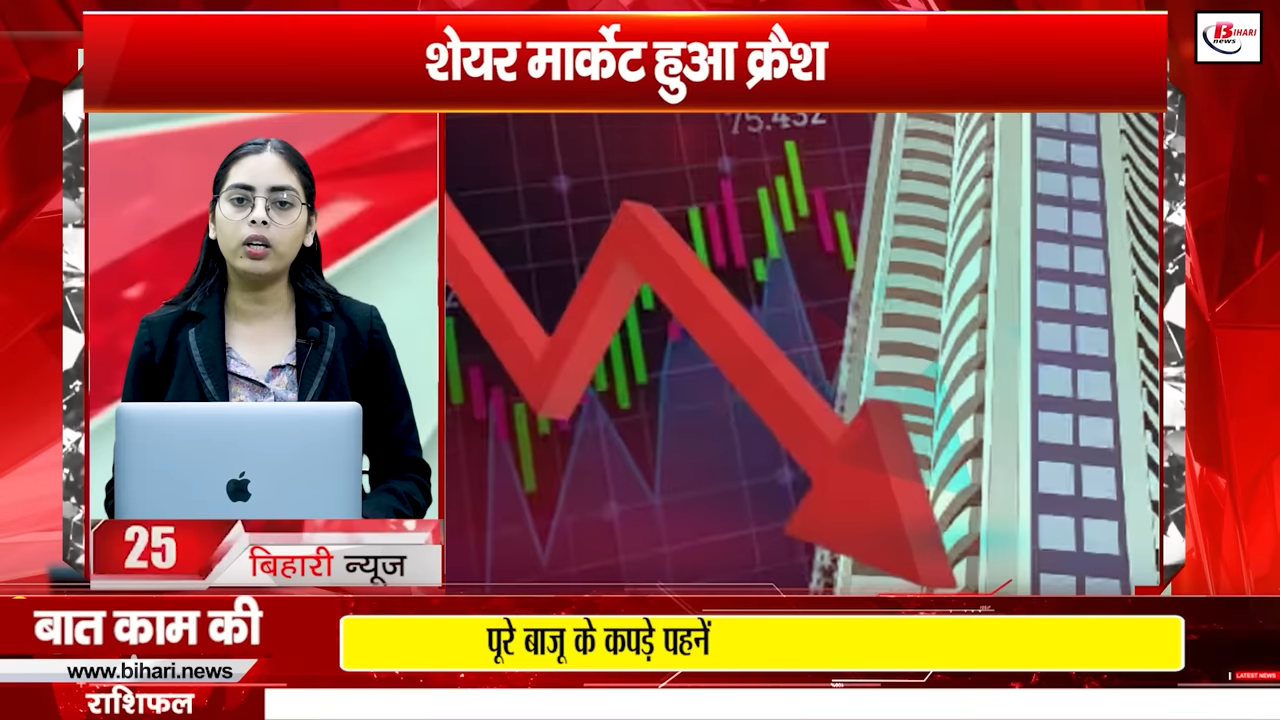 शेयर मार्केट हुआ क्रैश
BIHARI
news
75.432
25
बिहारी न्यूज
बात काम की
पूरे बाजू के कपड़े पहनें
www.bihari.news
LATEST NEWS
राशिफल